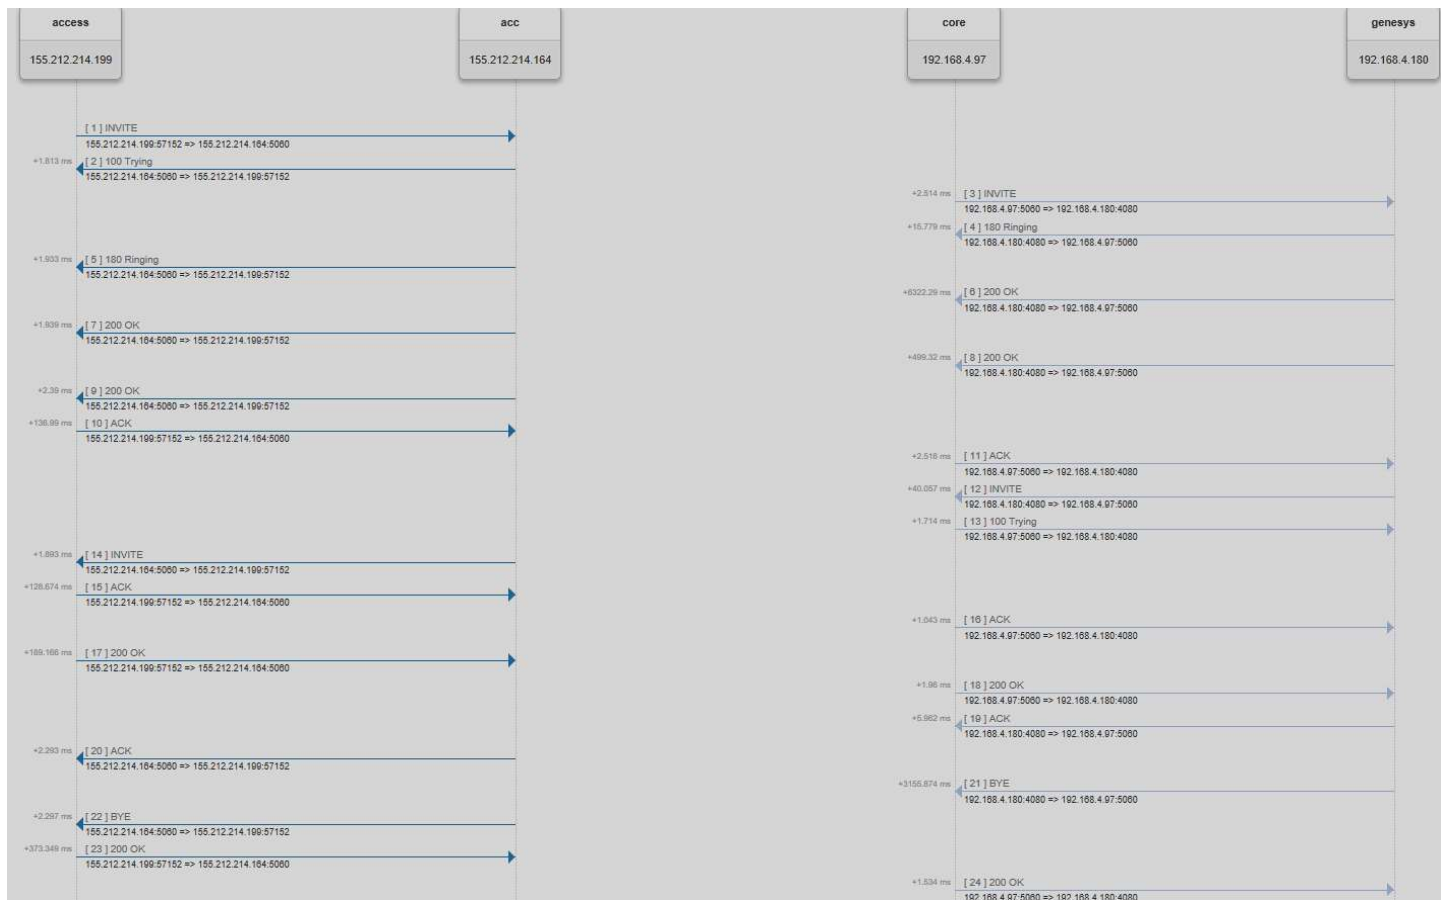 access
acc
core
genesys
155.212.214.199
155.212.214.164
192.168.4.97
192.168.4.180
[ 1 ] INVITE
155.212.214.199:57152 => 155.212.214.164:5060
+1.813 ms
[ 2 ] 100 Trying
155.212.214.164:5060 => 155.212.214.199:57152
+2.514 ms
[ 3 ] INVITE
192.168.4.97:5060 => 192.168.4.180:4080
+15.779 ms
[ 4 ] 180 Ringing
192.168.4.180:4080 => 192.168.4.97:5060
+1.933 ms
[ 5 ] 180 Ringing
155.212.214.164:5060 => 155.212.214.199:57152
+6322.29 ms
[ 6 ] 200 OK
192.168.4.180:4080 => 192.168.4.97:5060
+1.939 ms
[ 7 ] 200 OK
155.212.214.164:5060 => 155.212.214.199:57152
+499.32 ms
[ 8 ] 200 OK
192.168.4.180:4080 => 192.168.4.97:5060
+2.39 ms
[ 9 ] 200 OK
155.212.214.164:5060 => 155.212.214.199:57152
+136.99 ms
[ 10 ] ACK
155.212.214.199:57152 => 155.212.214.164:5060
+2.516 ms
[ 11 ] ACK
192.168.4.97:5060 => 192.168.4.180:4080
+40.057 ms
[ 12 ] INVITE
192.168.4.180:4080 => 192.168.4.97:5060
+1.714 ms
[ 13 ] 100 Trying
192.168.4.97:5060 => 192.168.4.180:4080
+1.893 ms
[ 14 ] INVITE
155.212.214.164:5060 => 155.212.214.199:57152
+128.674 ms
[ 15 ] ACK
155.212.214.199:57152 => 155.212.214.164:5060
+1.043 ms
[ 16 ] ACK
192.168.4.97:5060 => 192.168.4.180:4080
+169.166 ms
[ 17 ] 200 OK
155.212.214.199:57152 => 155.212.214.164:5060
+1.96 ms
[ 18 ] 200 OK
192.168.4.97:5060 => 192.168.4.180:4080
+5.962 ms
[ 19 ] ACK
192.168.4.180:4080 => 192.168.4.97:5060
+2.293 ms
[ 20 ] ACK
155.212.214.164:5060 => 155.212.214.199:57152
+3155.874 ms
[ 21 ] BYE
192.168.4.180:4080 => 192.168.4.97:5060
+2.297 ms
[ 22 ] BYE
155.212.214.164:5060 => 155.212.214.199:57152
+373.349 ms
[ 23 ] 200 OK
155.212.214.199:57152 => 155.212.214.164:5060
+1.534 ms
[ 24 ] 200 OK
192.168.4.97:5060 => 192.168.4.180:4080